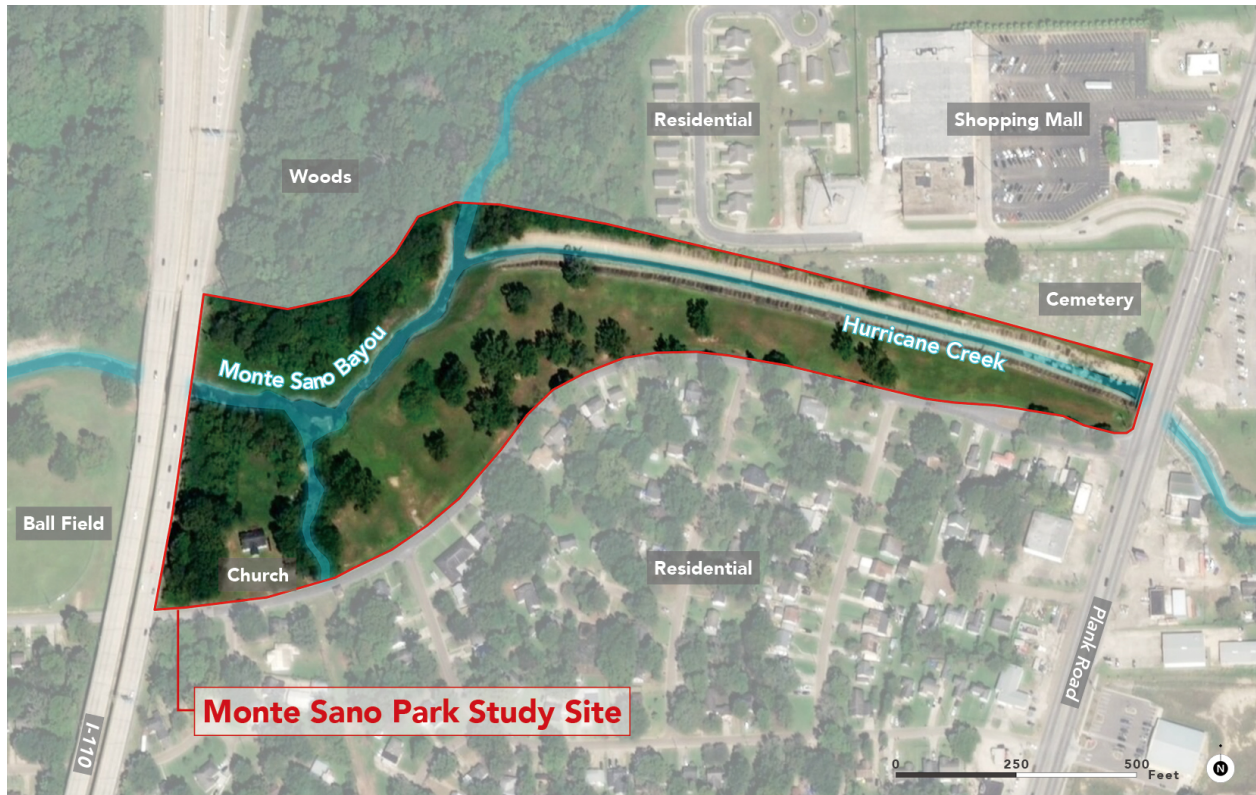 Residential
Shopping Mall
Woods
Cemetery
Hurricane Creek
Monte Sano Bayou
Ball Field
Church
Residential
Plank Road
Monte Sano Park Study Site
I-110
0 250 500
Feet
N